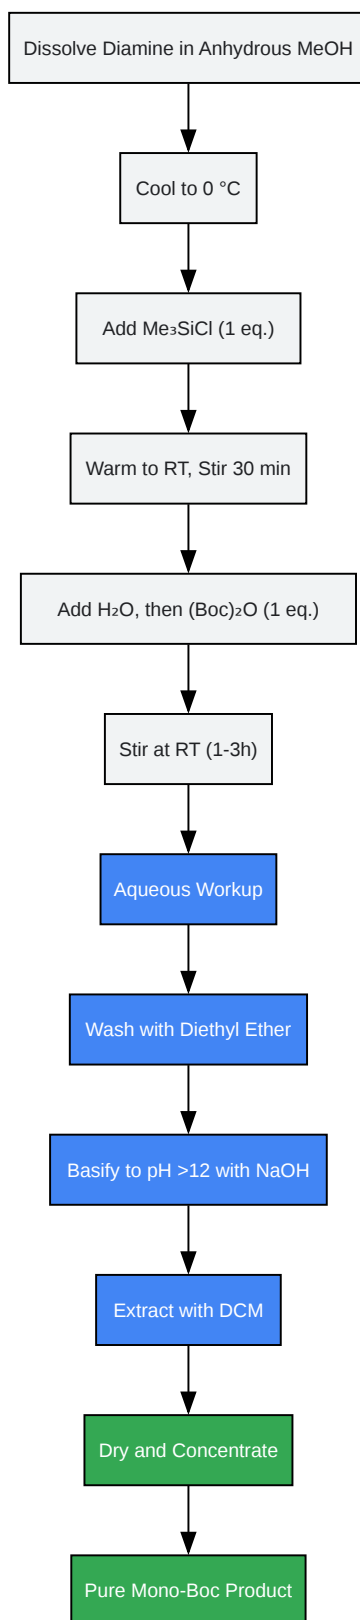 Dissolve Diamine in Anhydrous MeOH
Cool to 0 °C
Add Me₃SiCl (1 eq.)
Warm to RT, Stir 30 min
Add H₂O, then (Boc)₂O (1 eq.)
Stir at RT (1-3h)
Aqueous Workup
Wash with Diethyl Ether
Basify to pH >12 with NaOH
Extract with DCM
Dry and Concentrate
Pure Mono-Boc Product